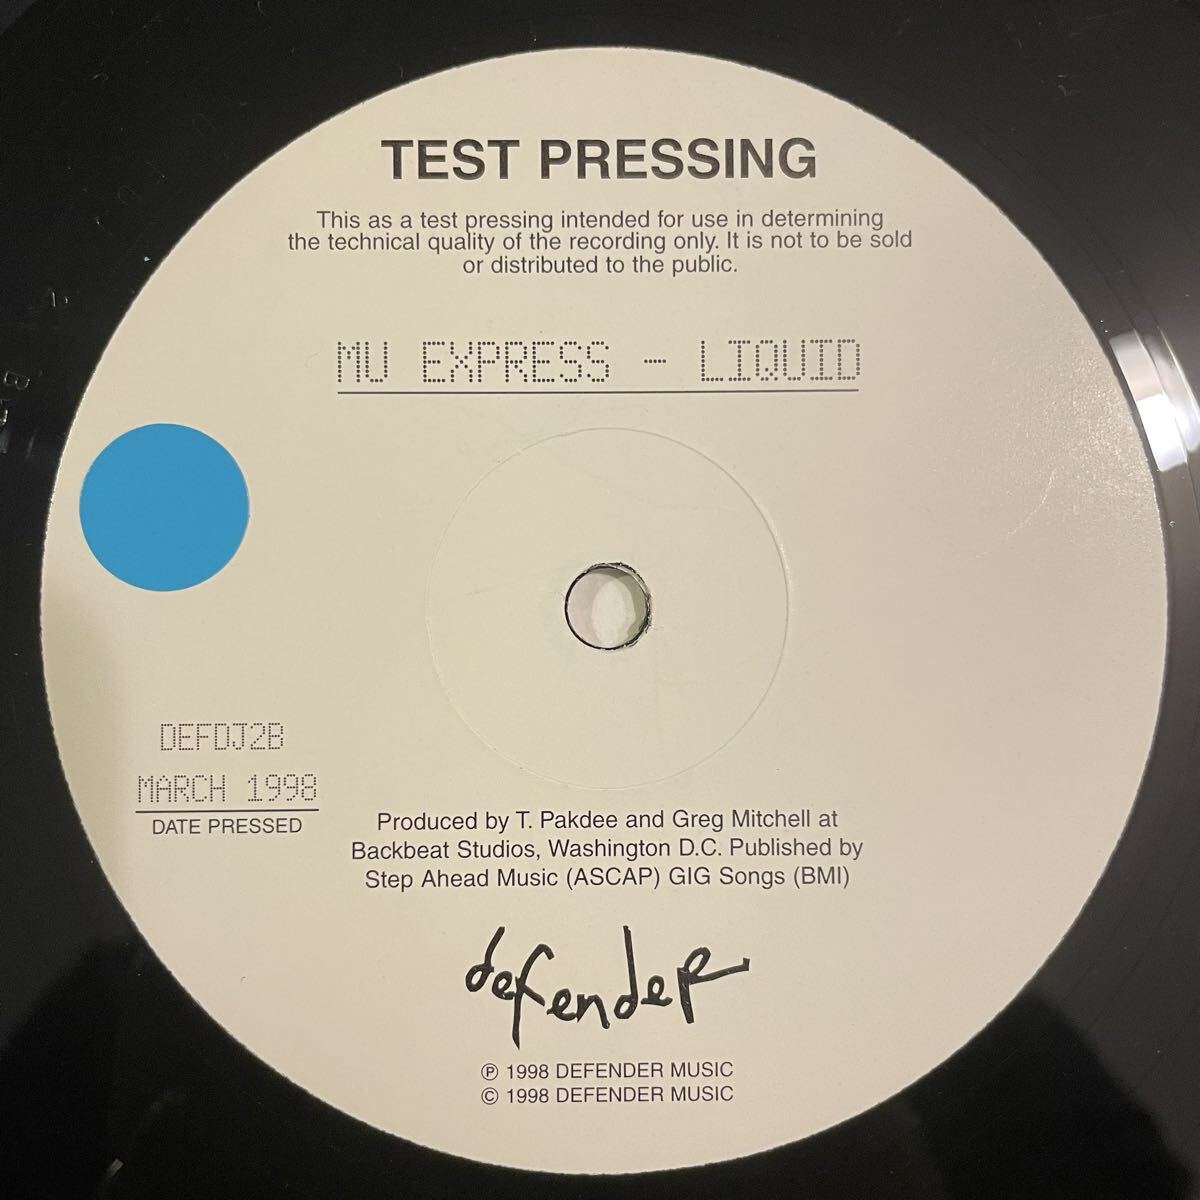 TEST PRESSING
This as a test pressing intended for use in determining
the technical quality of the recording only. It is not to be sold
or distributed to the public.
MU EXPRESS - LIQUID
DEFDJ2B
MARCH 1998
DATE PRESSED
Produced by T. Pakdee and Greg Mitchell at
Backbeat Studios, Washington D.C. Published by
Step Ahead Music (ASCAP) GIG Songs (BMI)
defender
℗ 1998 DEFENDER MUSIC
© 1998 DEFENDER MUSIC